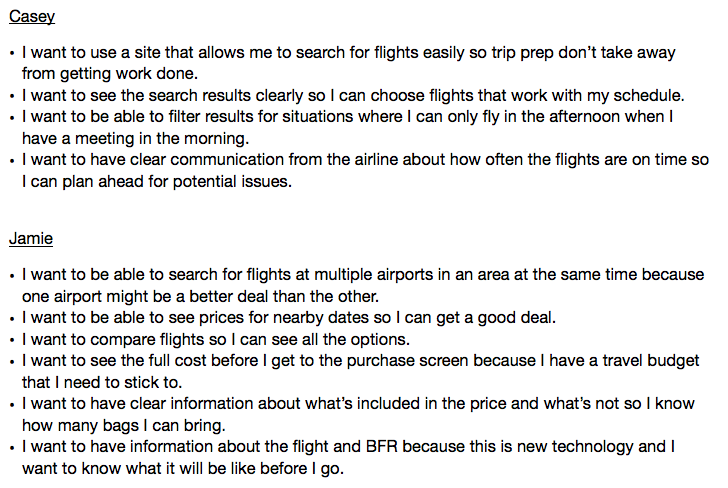 Casey
• I want to use a site that allows me to search for flights easily so trip prep don’t take away
from getting work done.
• I want to see the search results clearly so I can choose flights that work with my schedule.
• I want to be able to filter results for situations where I can only fly in the afternoon when I
have a meeting in the morning.
• I want to have clear communication from the airline about how often the flights are on time so
I can plan ahead for potential issues.
Jamie
• I want to be able to search for flights at multiple airports in an area at the same time because
one airport might be a better deal than the other.
• I want to be able to see prices for nearby dates so I can get a good deal.
• I want to compare flights so I can see all the options.
• I want to see the full cost before I get to the purchase screen because I have a travel budget
that I need to stick to.
• I want to have clear information about what’s included in the price and what’s not so I know
how many bags I can bring.
• I want to have information about the flight and BFR because this is new technology and I
want to know what it will be like before I go.